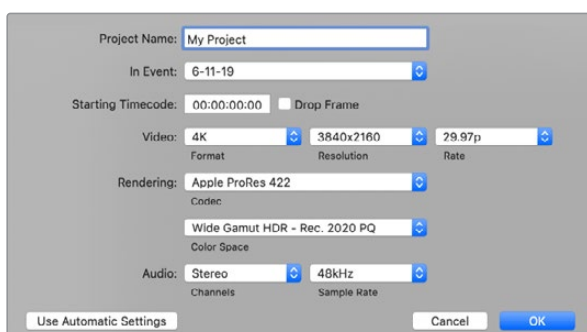 Project Name: My Project
In Event: 6-11-19
Starting Timecode: 00:00:00:00 Drop Frame
Video: 4K 3840x2160 29.97p
Format Resolution Rate
Rendering: Apple ProRes 422
Codec
Wide Gamut HDR - Rec. 2020 PQ
Color Space
Audio: Stereo 48kHz
Channels Sample Rate
Use Automatic Settings Cancel OK